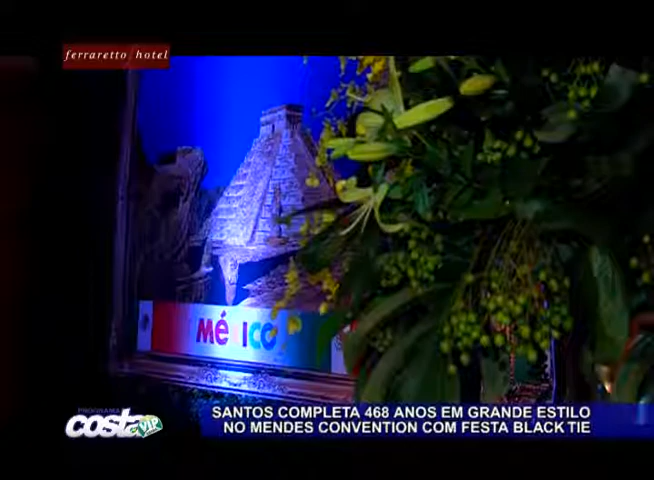 ferraretto hotel
MÉXICO
PROGRAMA
costa
VIP
SANTOS COMPLETA 468 ANOS EM GRANDE ESTILO
NO MENDES CONVENTION COM FESTA BLACK TIE